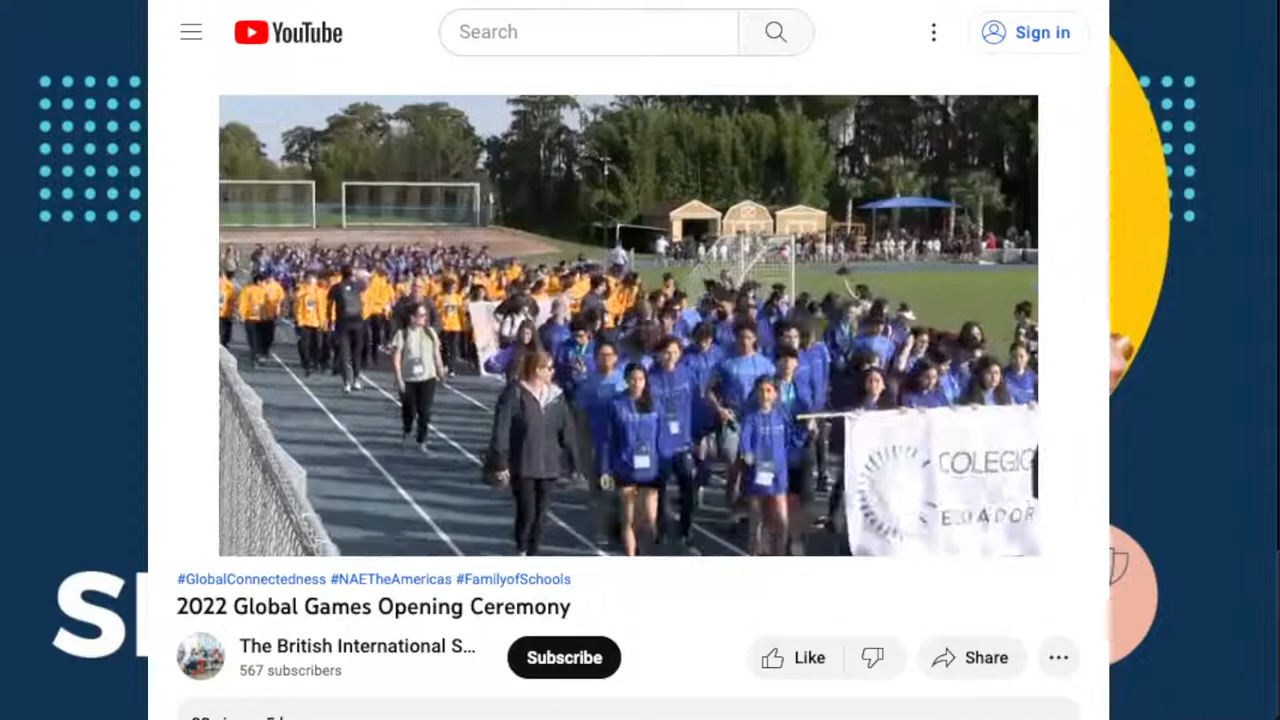 YouTube
Search
Sign in
COLEGIO
#GlobalConnectedness #NAETheAmericas #FamilyofSchools
2022 Global Games Opening Ceremony
The British International S...
567 subscribers
Subscribe
Like
Share